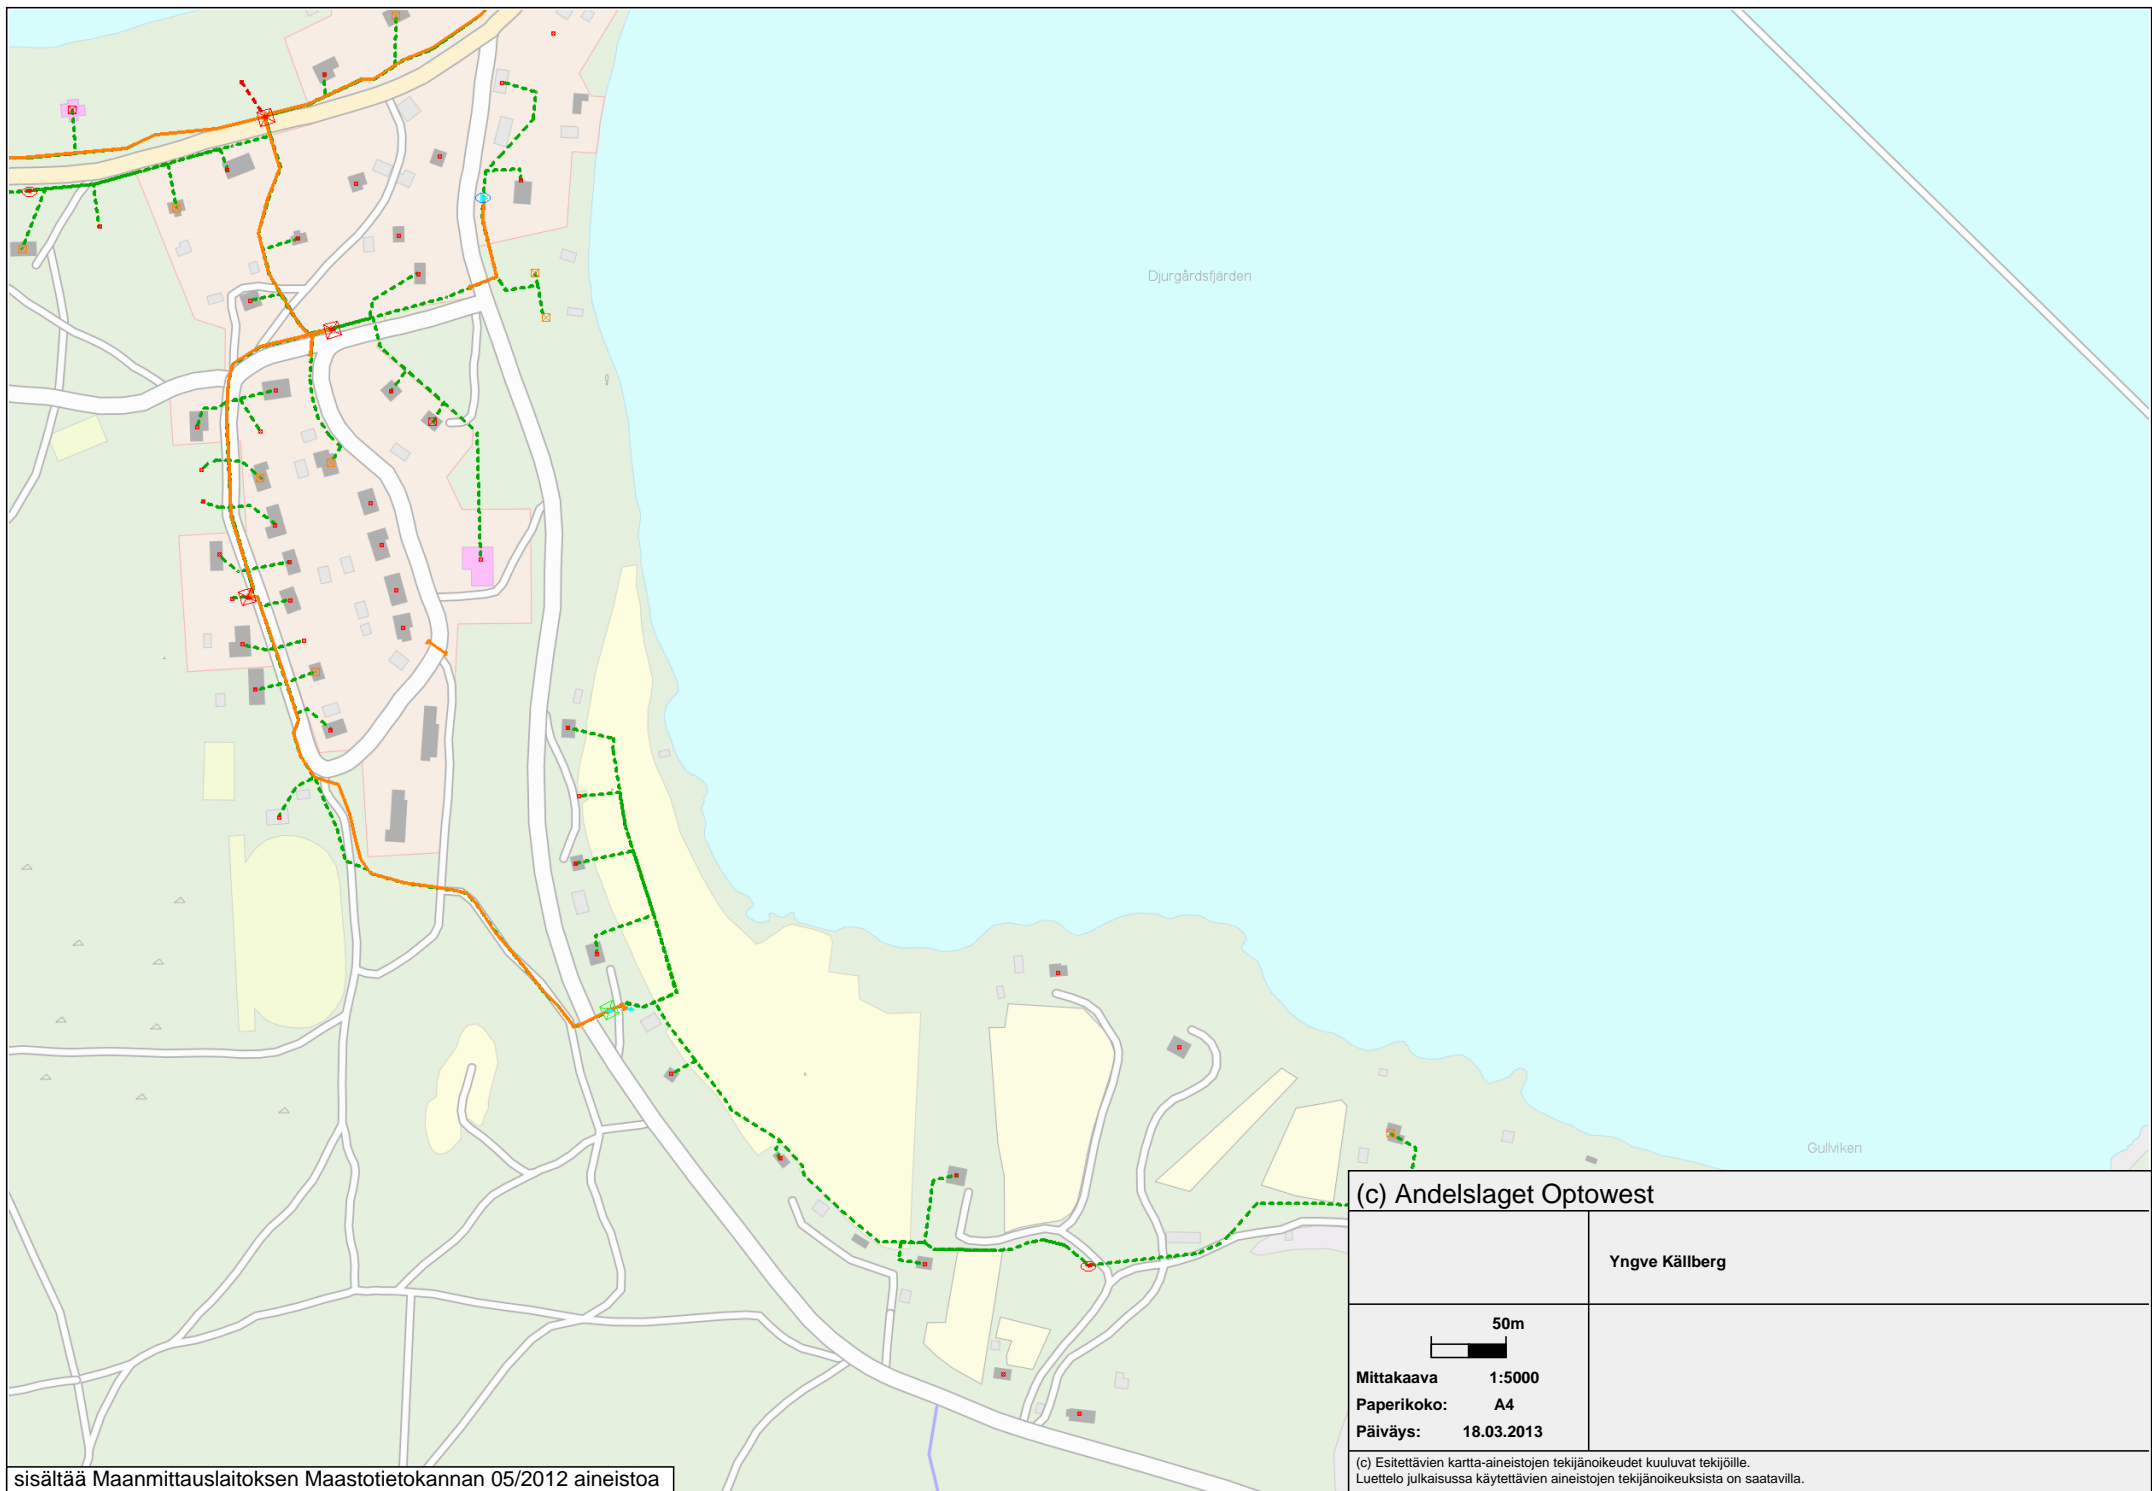 Djurgårdsfjärden
Gullviken
(c) Andelslaget Optowest
Yngve Källberg
50m
Mittakaava 1:5000
Paperikoko: A4
Päiväys: 18.03.2013
(c) Esitettävien kartta-aineistojen tekijänoikeudet kuuluvat tekijöille.
Luettelo julkaisussa käytettävien aineistojen tekijänoikeuksista on saatavilla.
sisältää Maanmittauslaitoksen Maastotietokannan 05/2012 aineistoa